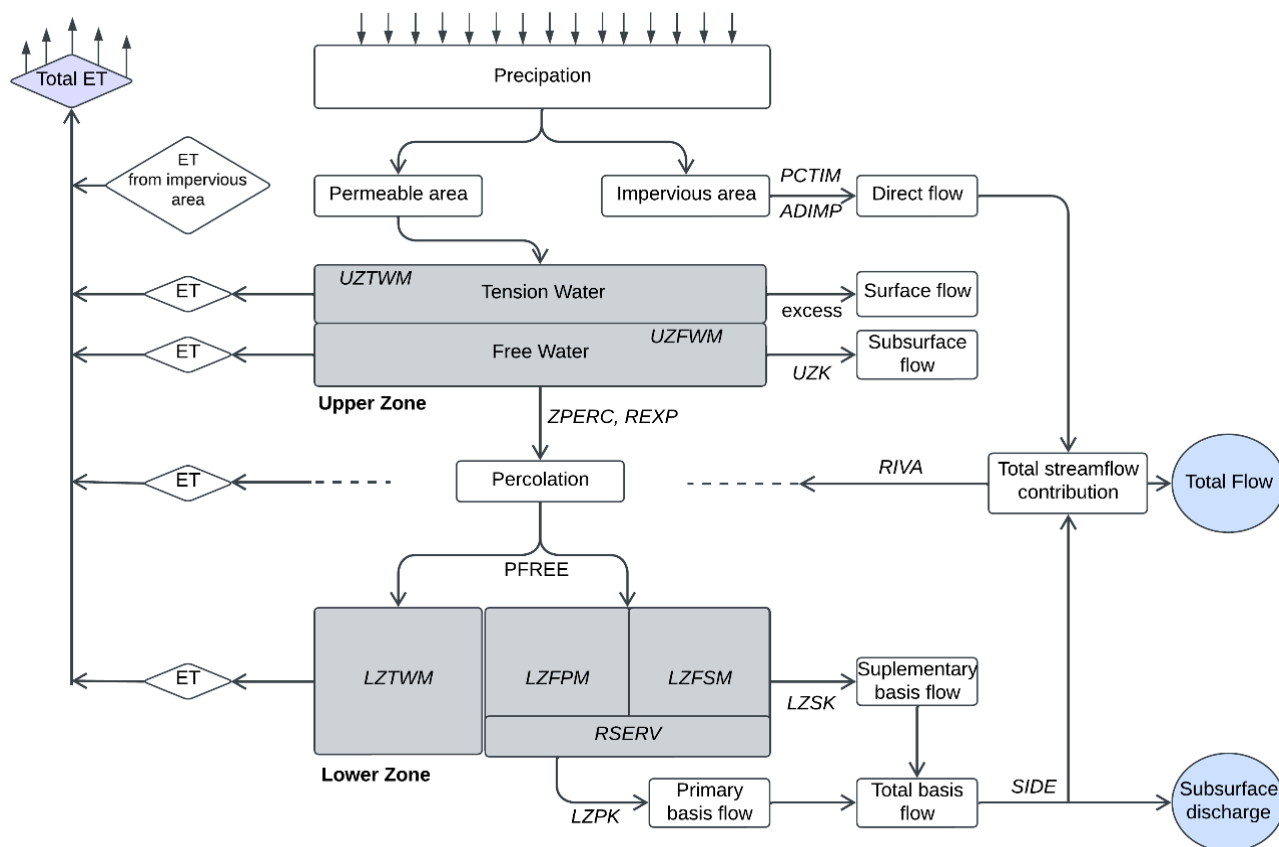 Total ET
Precipation
ET
from impervious
area
Permeable area
Impervious area
PCTIM
ADIMP
Direct flow
UZTWM
Tension Water
ET
excess
Surface flow
UZFWM
Free Water
ET
UZK
Subsurface
flow
Upper Zone
ZPERC, REXP
ET
Percolation
RIVA
Total streamflow
contribution
Total Flow
PFREE
ET
LZTWM
LZFPM
LZFSM
LZSK
Suplementary
basis flow
RSERV
Lower Zone
LZPK
Primary
basis flow
Total basis
flow
SIDE
Subsurface
discharge